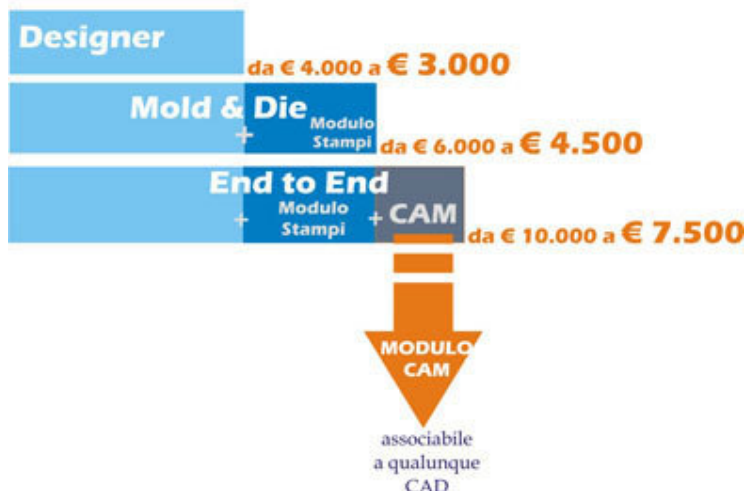 Designer
da € 4.000 a € 3.000
Mold & Die
+ Modulo
Stampi
da € 6.000 a € 4.500
End to End
+ Modulo + CAM
Stampi
da € 10.000 a € 7.500
MODULO
CAM
associabile
a qualunque
CAD